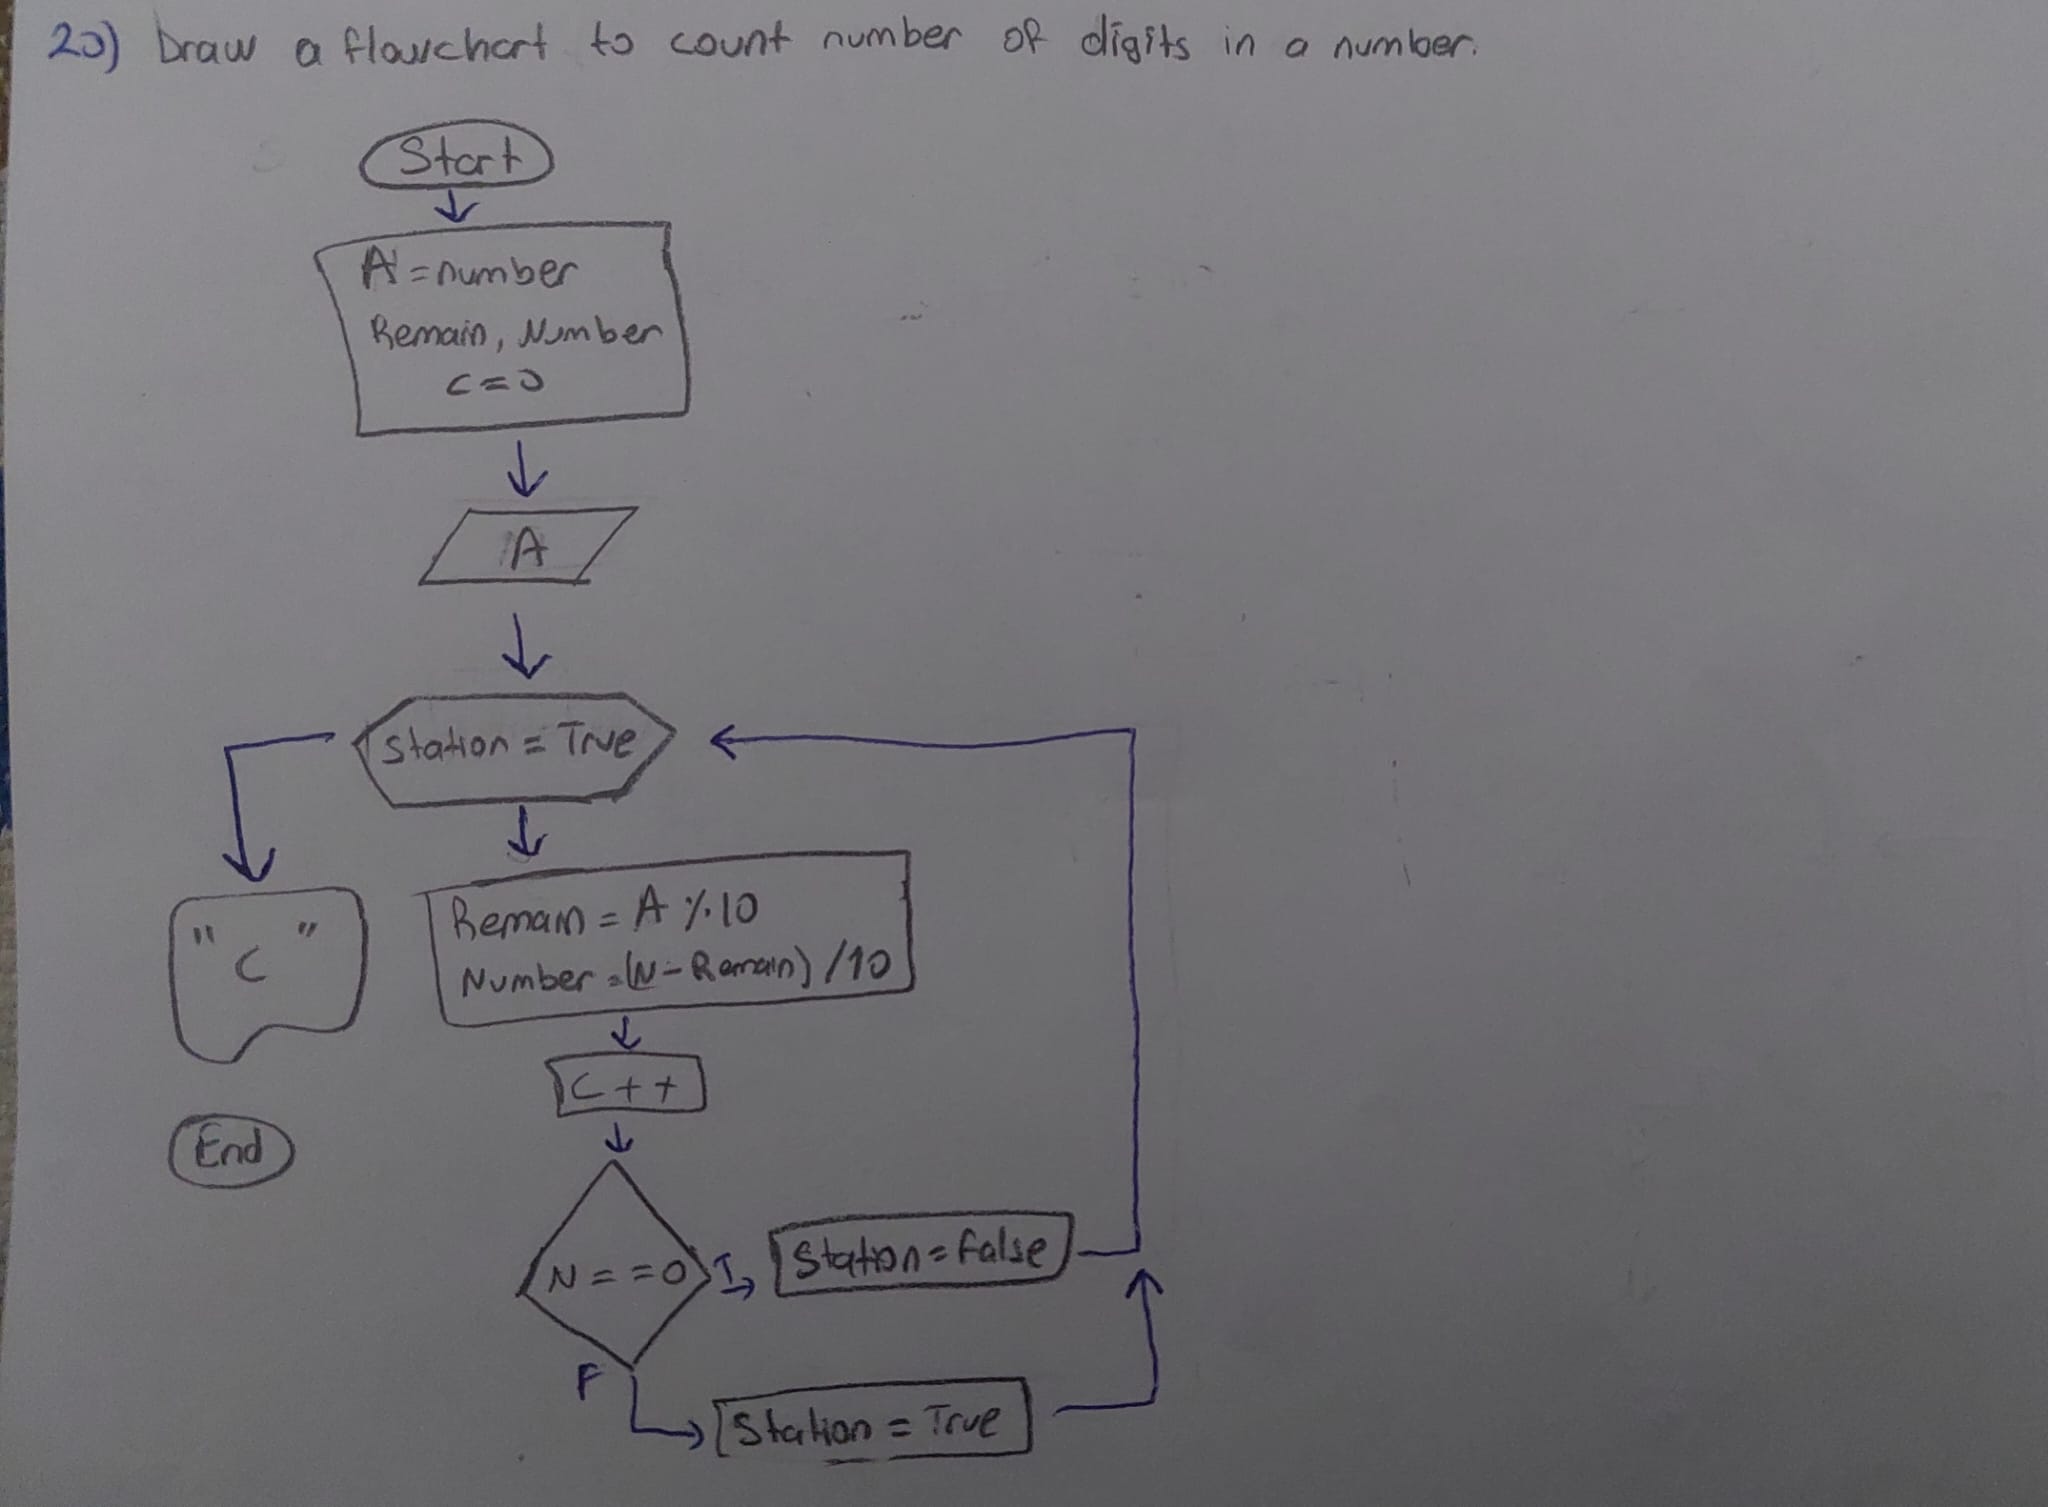 20) Draw a flowchart to count number of digits in a number.
Start
A = number
Remain, Number
C = 0
A
Station = True
Remain = A % 10
Number = (N - Remain) / 10
" C "
C + +
End
N = = 0
T
Station = False
F
Station = True